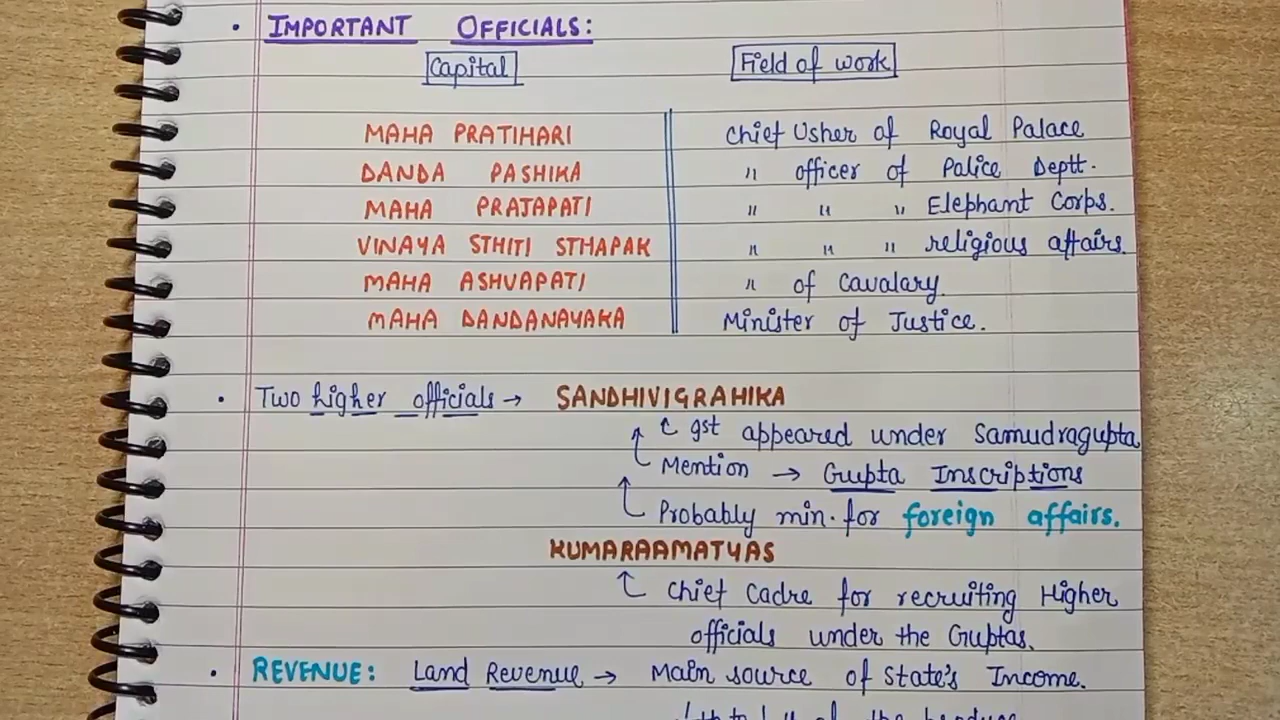 • IMPORTANT OFFICIALS:
Capital Field of work
MAHA PRATIHARI Chief Usher of Royal Palace
DANDA PASHIKA " officer of Police Deptt.
MAHA PRAJAPATI " " " Elephant Corps.
VINAYA STHITI STHAPAK " " " religious affairs.
MAHA ASHVAPATI " of Cavalary.
MAHA DANDANAYAKA Minister of Justice.
• Two higher officials → SANDHIVIGRAHIKA
gst appeared under Samudragupta
Mention → Gupta Inscriptions
Probably min. for foreign affairs.
KUMARAAMATYAS
Chief Cadre for recruiting Higher
officials under the Guptas.
• REVENUE: Land Revenue → Main source of State's Income.